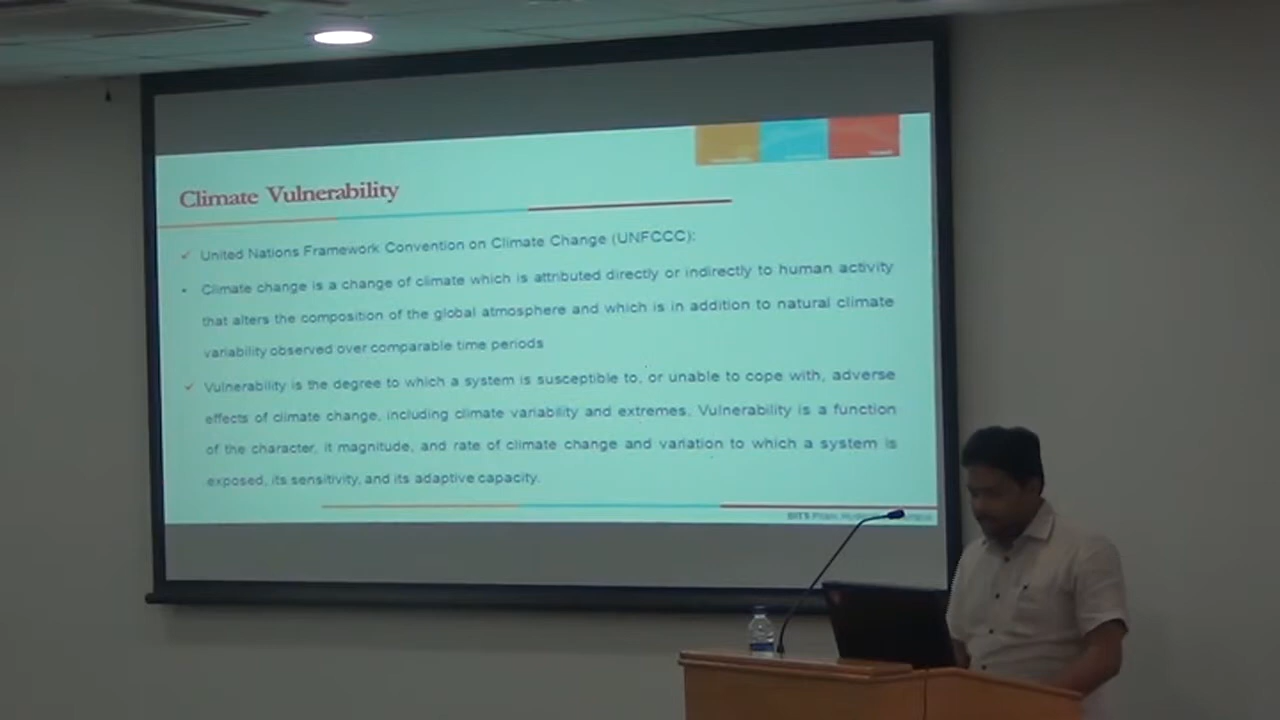 Climate Vulnerability
✓ United Nations Framework Convention on Climate Change (UNFCCC):
• Climate change is a change of climate which is attributed directly or indirectly to human activity
that alters the composition of the global atmosphere and which is in addition to natural climate
variability observed over comparable time periods
✓ Vulnerability is the degree to which a system is susceptible to, or unable to cope with, adverse
effects of climate change, including climate variability and extremes. Vulnerability is a function
of the character, it magnitude, and rate of climate change and variation to which a system is
exposed, its sensitivity, and its adaptive capacity.
BITS Pilani,